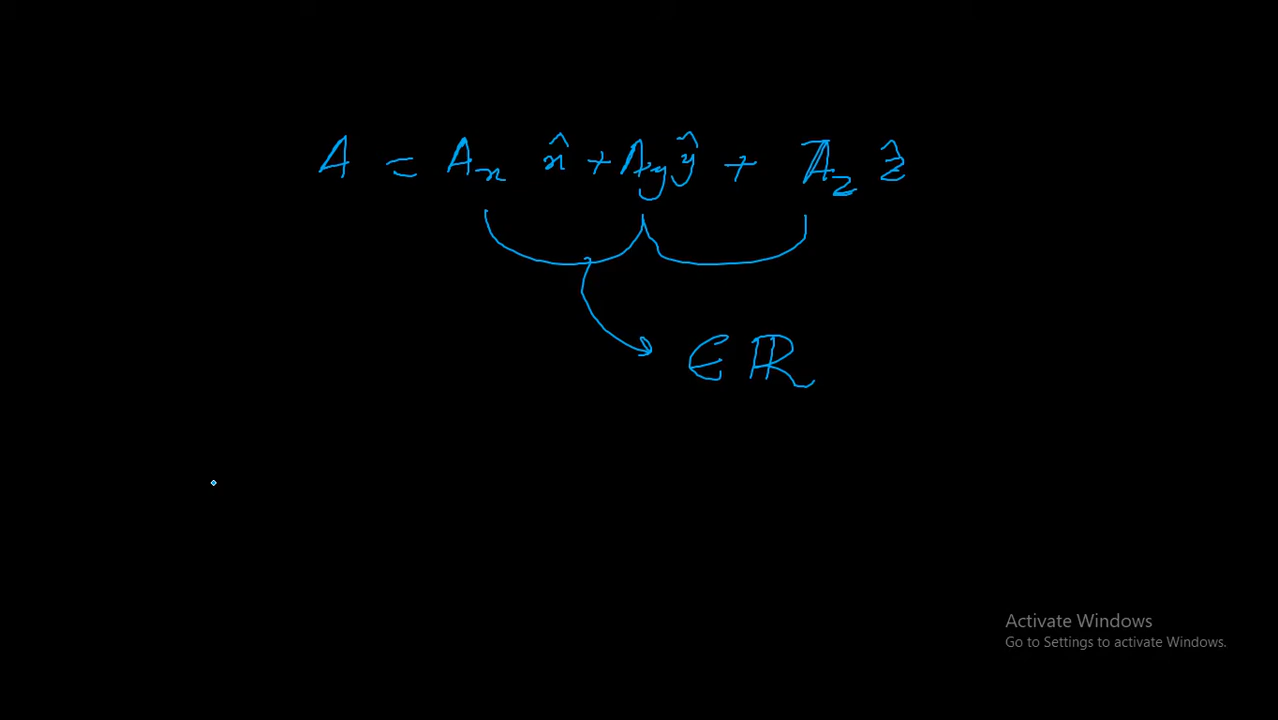 A = Aₓ x̂ + A_y ŷ + A_z ẑ
∈ ℝ
Activate Windows
Go to Settings to activate Windows.